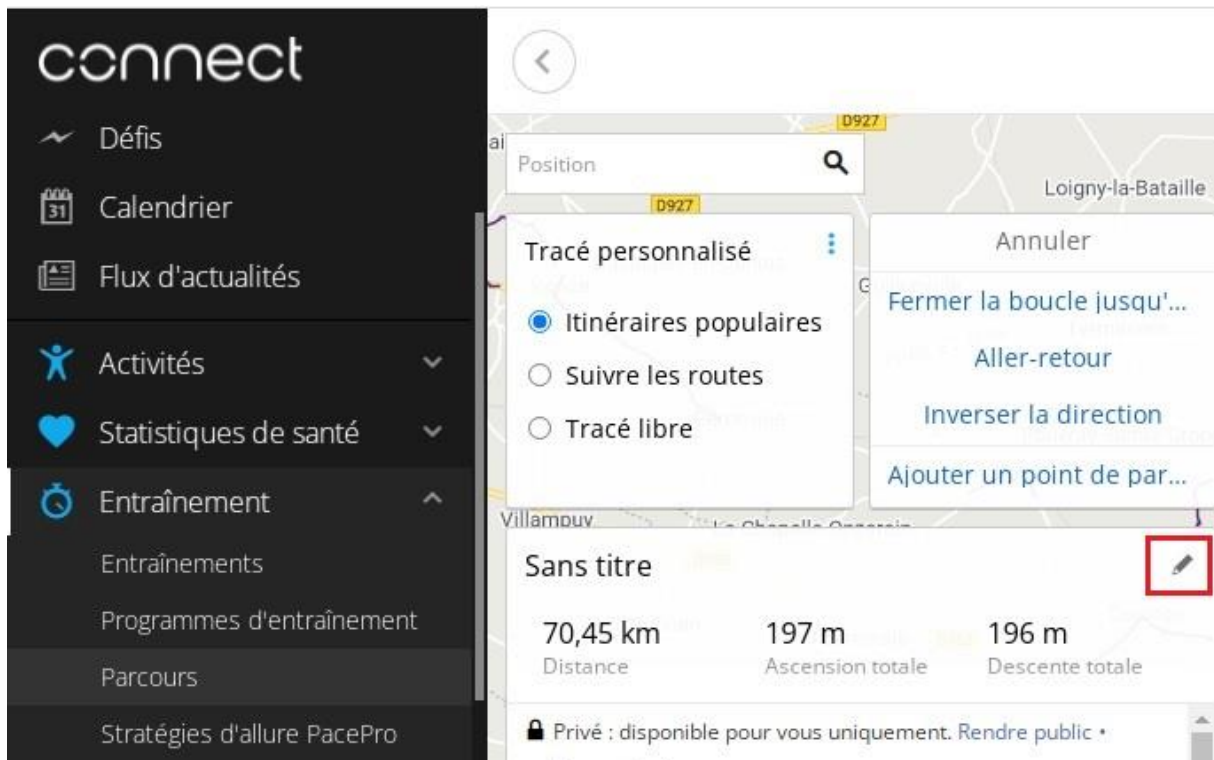 connect
Défis
31
Calendrier
Flux d'actualités
Activités
Statistiques de santé
Entraînement
Entraînements
Programmes d'entraînement
Parcours
Stratégies d'allure PacePro
D927
Position
D927
Loigny-la-Bataille
Tracé personnalisé
Itinéraires populaires
Suivre les routes
Tracé libre
Annuler
Fermer la boucle jusqu'...
Aller-retour
Inverser la direction
Ajouter un point de par...
Villampuy
Sans titre
70,45 km
Distance
197 m
Ascension totale
196 m
Descente totale
Privé : disponible pour vous uniquement. Rendre public •